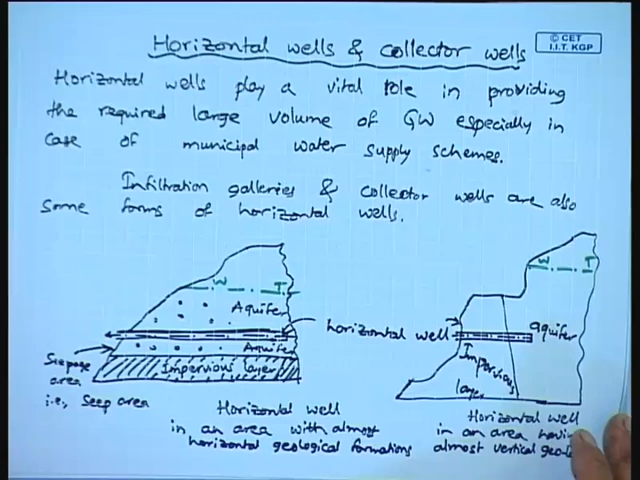 © CET
I.I.T. KGP
Horizontal wells & collector wells
Horizontal wells play a vital role in providing
the required large volume of GW especially in
case of municipal water supply schemes.
Infiltration galleries & collector wells are also
some forms of horizontal wells.
W T
Aquifer
Aquifer
Impervious layer
Seepage
area
i.e., seep area
horizontal well
W T
aquifer
Impervious
layer
Horizontal well
in an area with almost
horizontal geological formations
Horizontal well
in an area
almost vertical